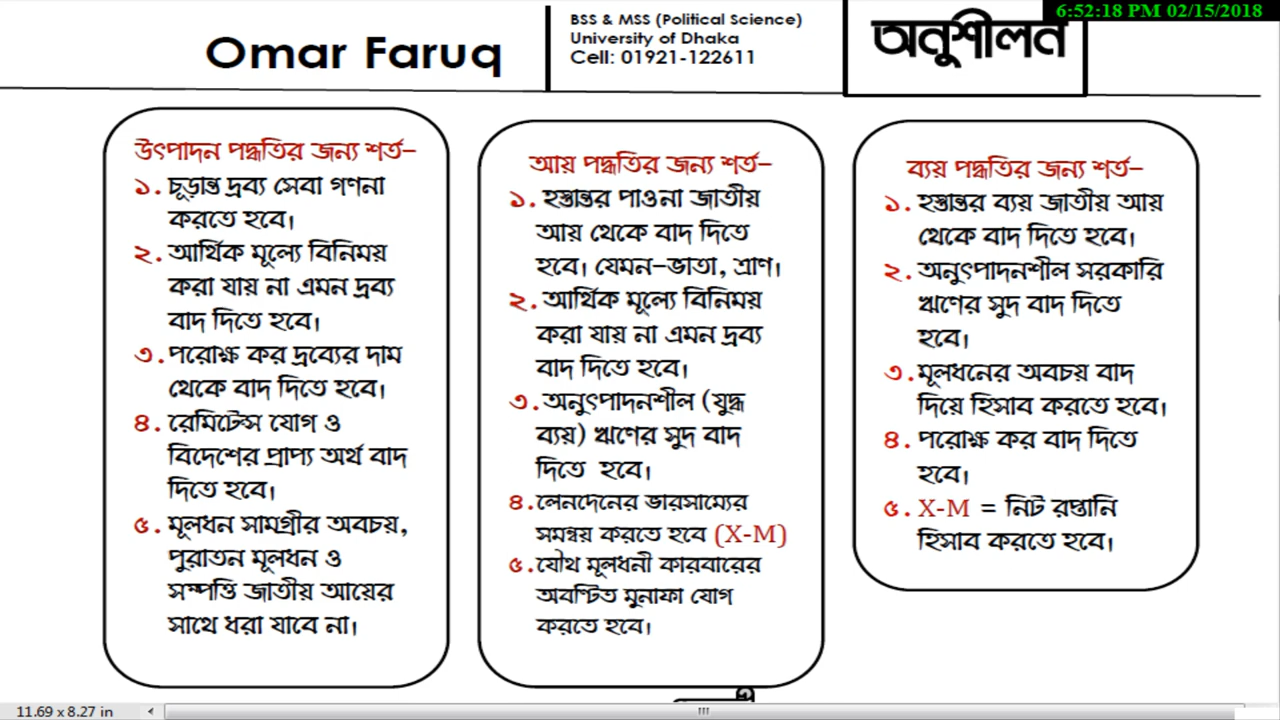 6:52:18 PM 02/15/2018
Omar Faruq
BSS & MSS (Political Science)
University of Dhaka
Cell: 01921-122611
অনুশীলন
উৎপাদন পদ্ধতির জন্য শর্ত-
১. চূড়ান্ত দ্রব্য সেবা গণনা
করতে হবে।
২. আর্থিক মূল্যে বিনিময়
করা যায় না এমন দ্রব্য
বাদ দিতে হবে।
৩. পরোক্ষ কর দ্রব্যের দাম
থেকে বাদ দিতে হবে।
৪. রেমিটেন্স যোগ ও
বিদেশের প্রাপ্য অর্থ বাদ
দিতে হবে।
৫. মূলধন সামগ্রীর অবচয়,
পুরাতন মূলধন ও
সম্পত্তি জাতীয় আয়ের
সাথে ধরা যাবে না।
আয় পদ্ধতির জন্য শর্ত-
১. হস্তান্তর পাওনা জাতীয়
আয় থেকে বাদ দিতে
হবে। যেমন-ভাতা, ত্রাণ।
২. আর্থিক মূল্যে বিনিময়
করা যায় না এমন দ্রব্য
বাদ দিতে হবে।
৩. অনুৎপাদনশীল (যুদ্ধ
ব্যয়) ঋণের সুদ বাদ
দিতে হবে।
৪. লেনদেনের ভারসাম্যের
সমন্বয় করতে হবে (X-M)
৫. যৌথ মূলধনী কারবারের
অবণ্টিত মুনাফা যোগ
করতে হবে।
ব্যয় পদ্ধতির জন্য শর্ত-
১. হস্তান্তর ব্যয় জাতীয় আয়
থেকে বাদ দিতে হবে।
২. অনুৎপাদনশীল সরকারি
ঋণের সুদ বাদ দিতে
হবে।
৩. মূলধনের অবচয় বাদ
দিয়ে হিসাব করতে হবে।
৪. পরোক্ষ কর বাদ দিতে
হবে।
৫. X-M = নিট রপ্তানি
হিসাব করতে হবে।
11.69 x 8.27 in